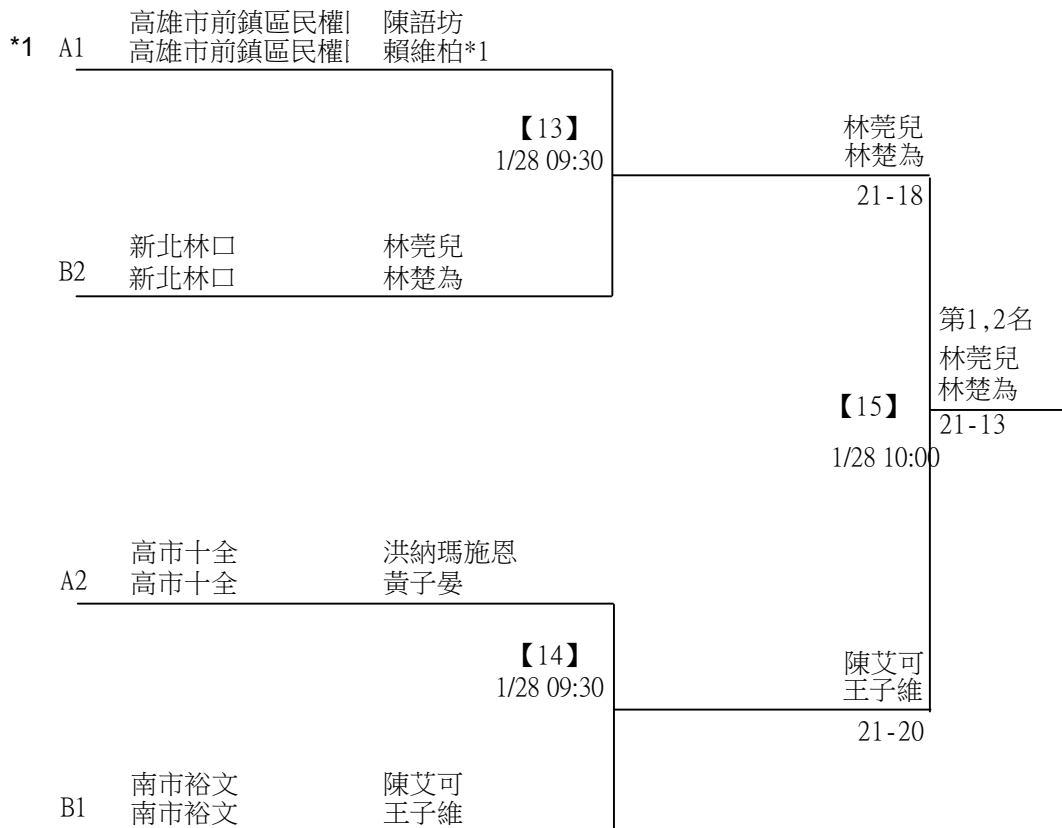 *1 A1 高雄市前鎮區民權 陳語坊
高雄市前鎮區民權 賴維柏*1
【13】
1/28 09:30
林莞兒
林楚為
21-18
B2 新北林口 林莞兒
新北林口 林楚為
第1,2名
林莞兒
林楚為
【15】
21-13
1/28 10:00
A2 高市十全 洪納瑪施恩
高市十全 黃子晏
【14】
1/28 09:30
陳艾可
王子維
21-20
B1 南市裕文 陳艾可
南市裕文 王子維